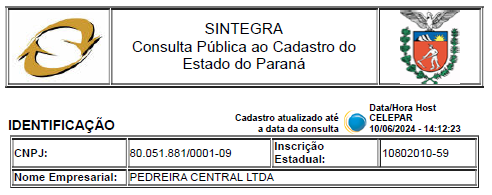 SINTEGRA
Consulta Pública ao Cadastro do
Estado do Paraná
IDENTIFICAÇÃO
Cadastro atualizado até
a data da consulta
Data/Hora Host
CELEPAR
10/06/2024 - 14:12:23
CNPJ: 80.051.881/0001-09 Inscrição
Estadual: 10802010-59
Nome Empresarial: PEDREIRA CENTRAL LTDA